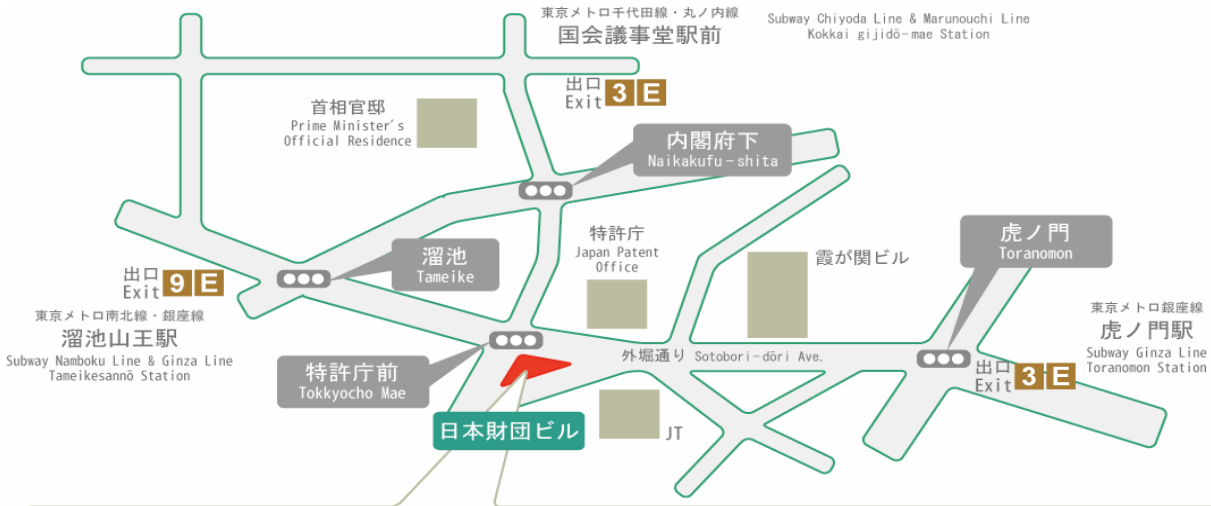 東京メトロ千代田線・丸ノ内線
国会議事堂駅前
Subway Chiyoda Line & Marunouchi Line
Kokkai gijidō-mae Station
出口
Exit 3 E
首相官邸
Prime Minister's
Official Residence
内閣府下
Naikakufu-shita
特許庁
Japan Patent
Office
霞が関ビル
虎ノ門
Toranomon
溜池
Tameike
出口
Exit 9 E
東京メトロ南北線・銀座線
溜池山王駅
Subway Namboku Line & Ginza Line
Tameikesannō Station
東京メトロ銀座線
虎ノ門駅
Subway Ginza Line
Toranomon Station
外堀通り Sotobori-dōri Ave.
特許庁前
Tokkyocho Mae
出口
Exit 3 E
日本財団ビル
JT